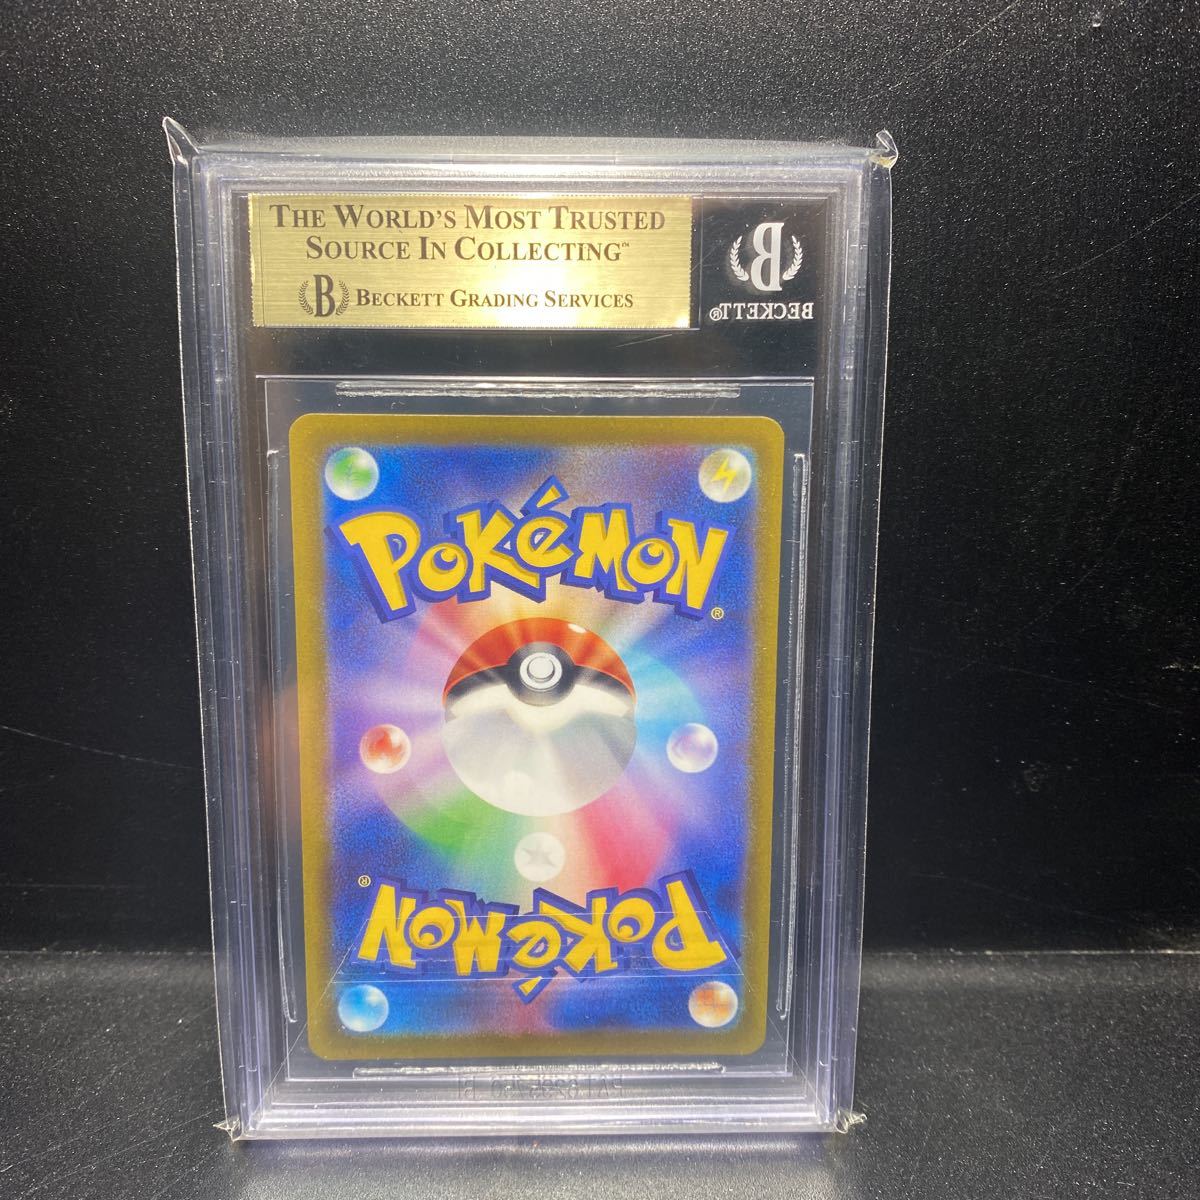 THE WORLD'S MOST TRUSTED
SOURCE IN COLLECTING™
B BECKETT GRADING SERVICES
B
BECKETT®
POKéMON®
POKéMON®